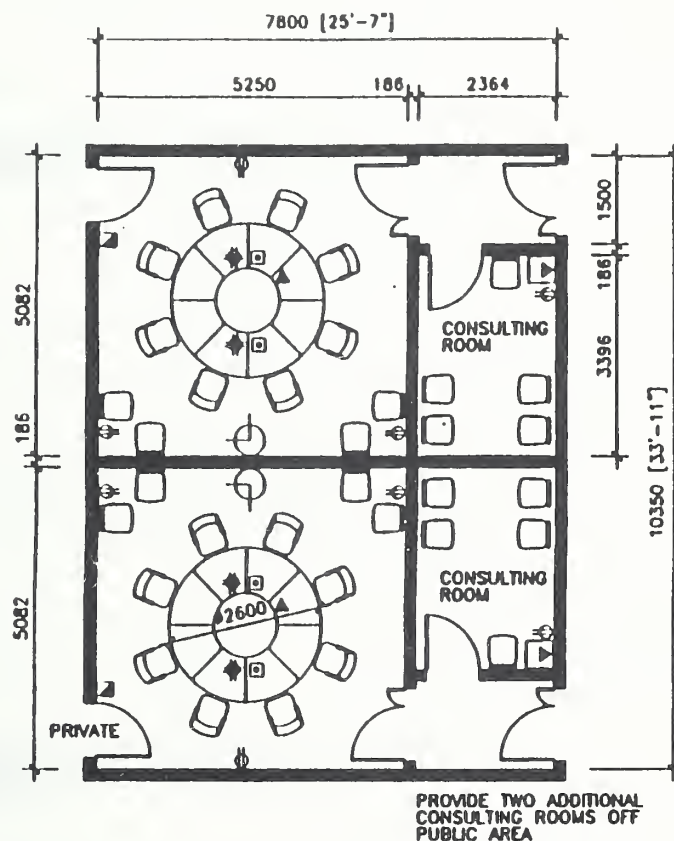 7800 [25'-7"]
5250
186
2364
1500
186
3396
5082
186
5082
10350 [33'-11"]
CONSULTING
ROOM
CONSULTING
ROOM
2600
PRIVATE
PROVIDE TWO ADDITIONAL
CONSULTING ROOMS OFF
PUBLIC AREA